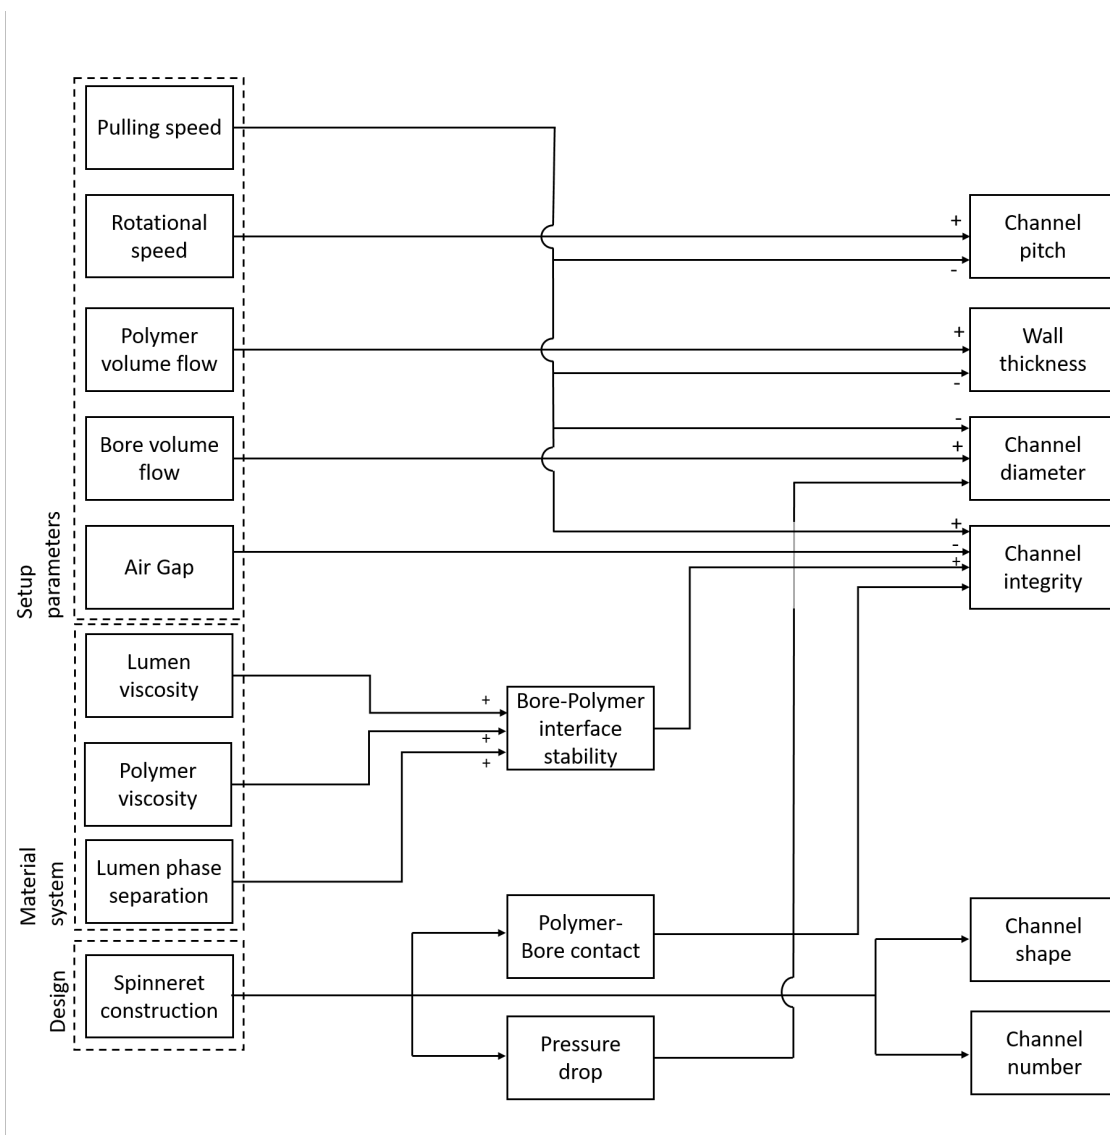 Pulling speed
Rotational
speed
+
-
Channel
pitch
Polymer
volume flow
+
-
Wall
thickness
Bore volume
flow
-
+
Channel
diameter
Setup
parameters
Air Gap
+
-
+
Channel
integrity
Lumen
viscosity
+
+
+
Bore-Polymer
interface
stability
Polymer
viscosity
Material
system
Lumen phase
separation
Polymer-
Bore contact
Channel
shape
Design
Spinneret
construction
Pressure
drop
Channel
number